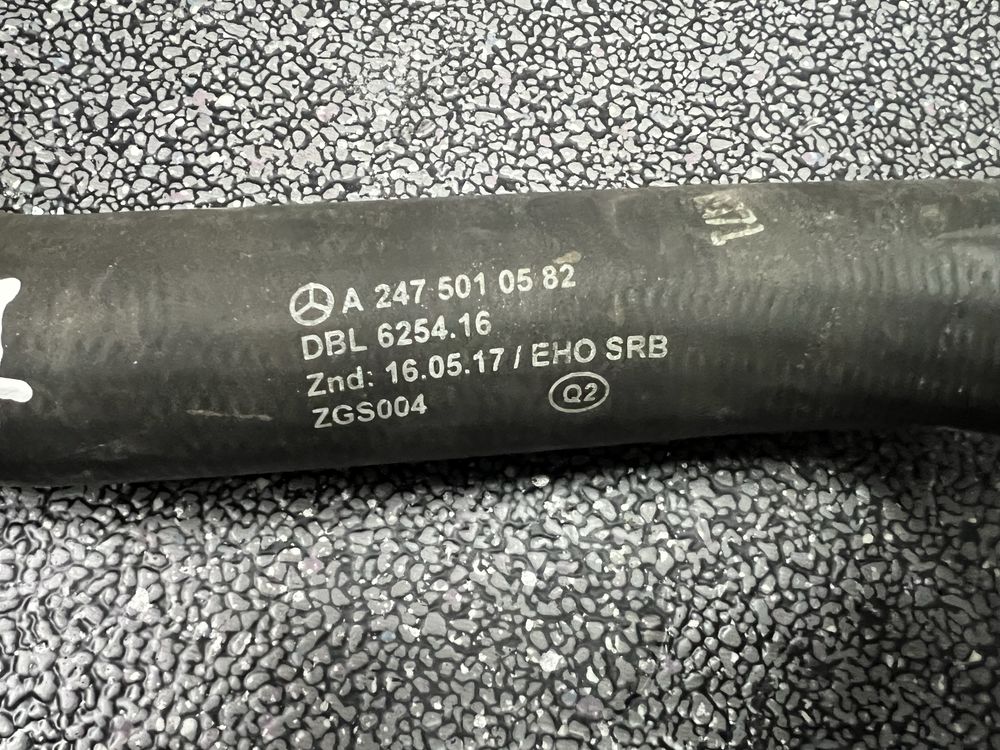 A 247 501 05 82
DBL 6254.16
Znd: 16.05.17 / EHO SRB
ZGS004 Q2